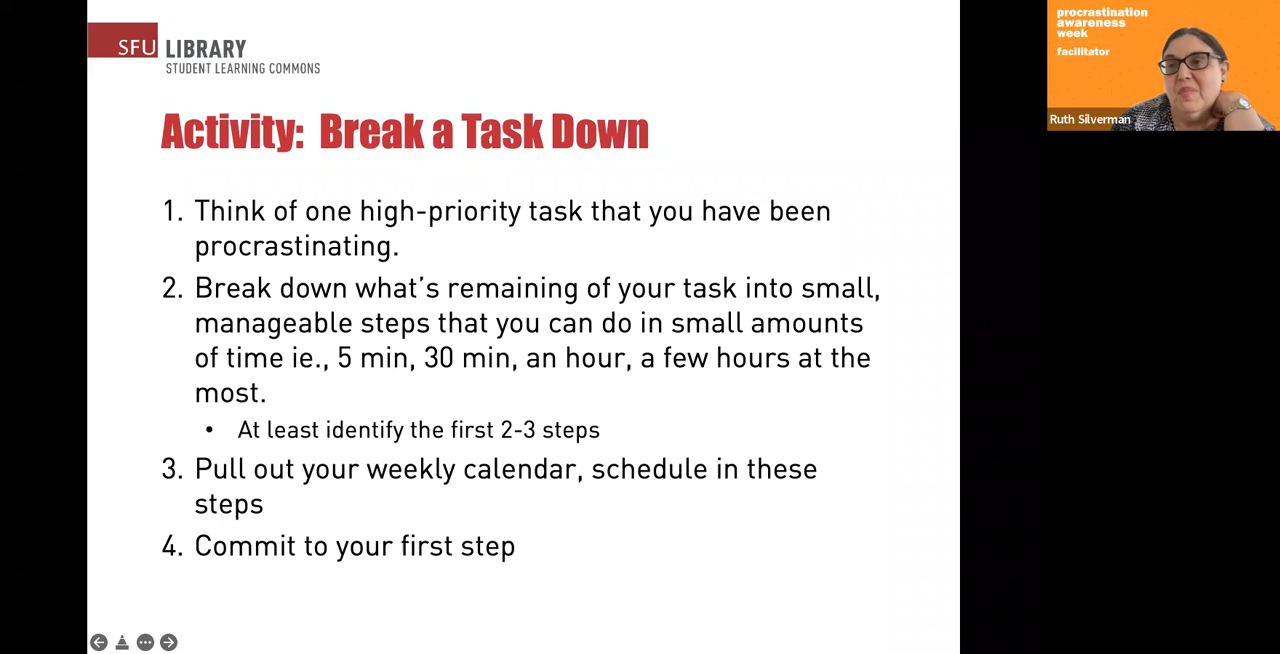 SFU LIBRARY
STUDENT LEARNING COMMONS
Activity: Break a Task Down
1. Think of one high-priority task that you have been
procrastinating.
2. Break down what's remaining of your task into small,
manageable steps that you can do in small amounts
of time ie., 5 min, 30 min, an hour, a few hours at the
most.
• At least identify the first 2-3 steps
3. Pull out your weekly calendar, schedule in these
steps
4. Commit to your first step
procrastination
awareness
week
facilitator
Ruth Silverman